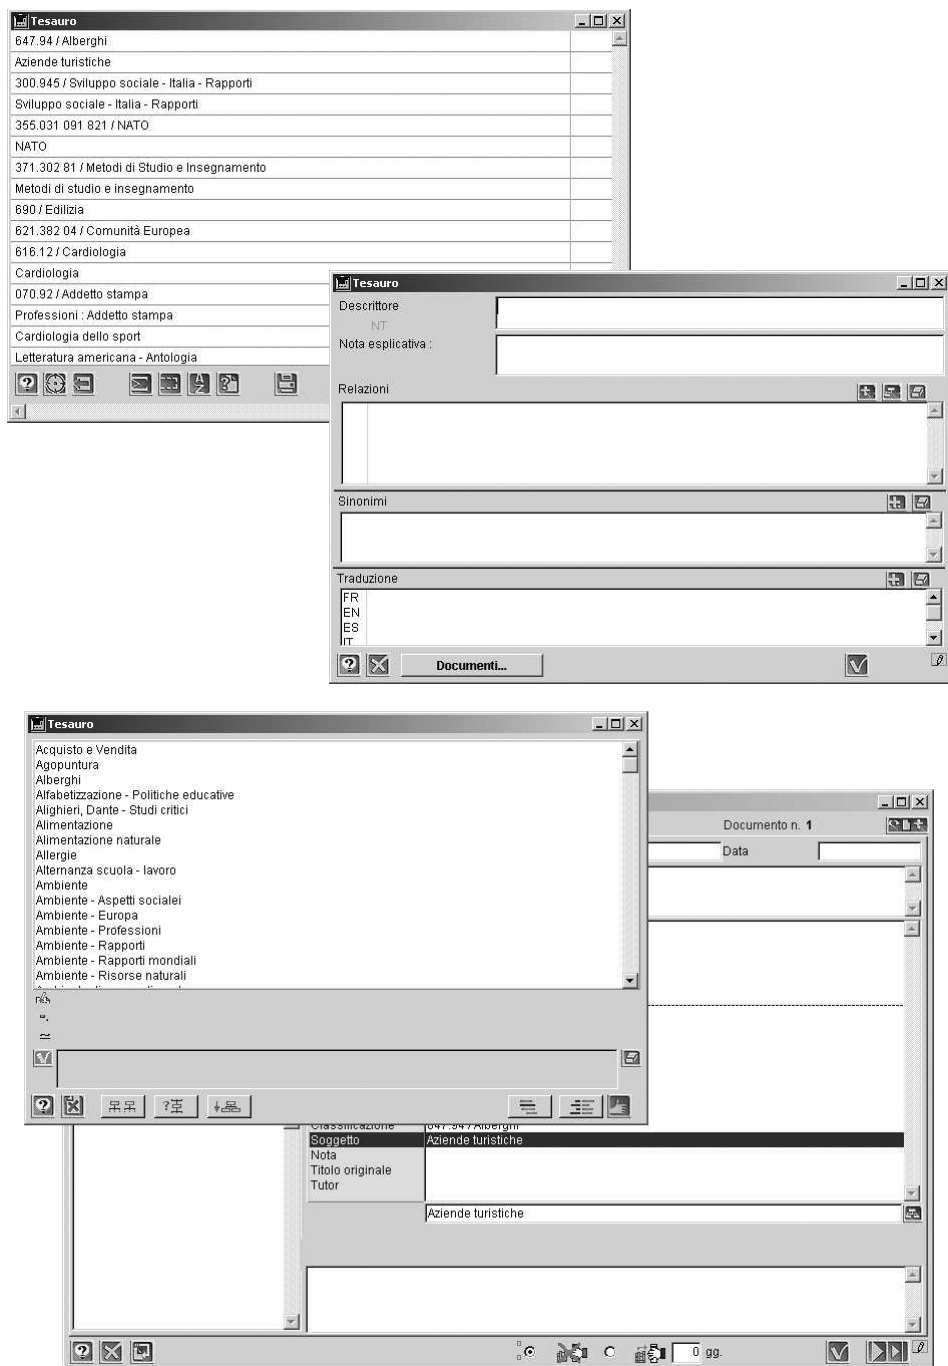 Tesauro
647.94 / Alberghi
Aziende turistiche
300.945 / Sviluppo sociale - Italia - Rapporti
Sviluppo sociale - Italia - Rapporti
355.031 091 821 / NATO
NATO
371.302 81 / Metodi di Studio e Insegnamento
Metodi di studio e insegnamento
690 / Edilizia
621.382 04 / Comunità Europea
616.12 / Cardiologia
Cardiologia
070.92 / Addetto stampa
Professioni : Addetto stampa
Cardiologia dello sport
Letteratura americana - Antologia
Tesauro
Descrittore
NT
Nota esplicativa :
Relazioni
Sinonimi
Traduzione
FR
EN
ES
IT
Documenti...
Tesauro
Acquisto e Vendita
Agopuntura
Alberghi
Alfabetizzazione - Politiche educative
Alighieri, Dante - Studi critici
Alimentazione
Alimentazione naturale
Allergie
Alternanza scuola - lavoro
Ambiente
Ambiente - Aspetti socialei
Ambiente - Europa
Ambiente - Professioni
Ambiente - Rapporti
Ambiente - Rapporti mondiali
Ambiente - Risorse naturali
Documento n. 1
Data
Classificazione 647.94 / Alberghi
Soggetto Aziende turistiche
Nota
Titolo originale
Tutor
Aziende turistiche
0 gg.